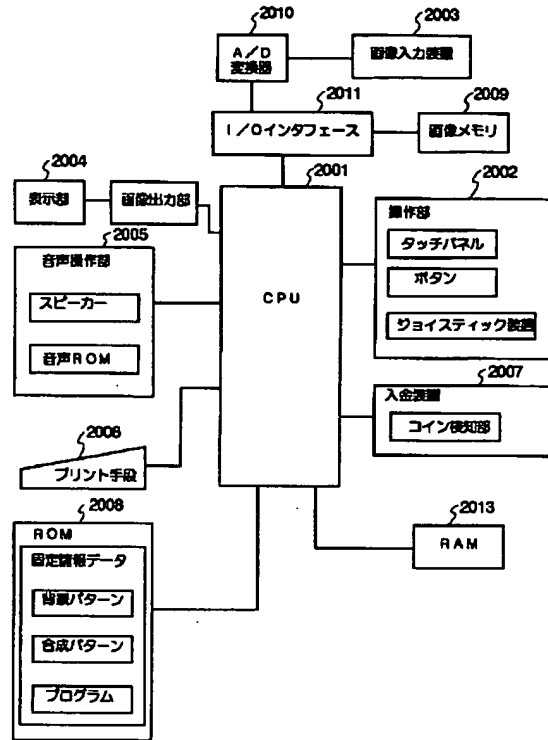 2010
2003
A/D
変換器
画像入力装置
2011
2009
I/Oインタフェース
画像メモリ
2004
2001
2002
表示部
画像出力部
操作部
2005
タッチパネル
音声操作部
ボタン
スピーカー
CPU
ジョイスティック装置
音声ROM
2007
入金装置
2006
コイン検知部
プリント手段
2008
2013
ROM
RAM
固定情報データ
背景パターン
合成パターン
プログラム